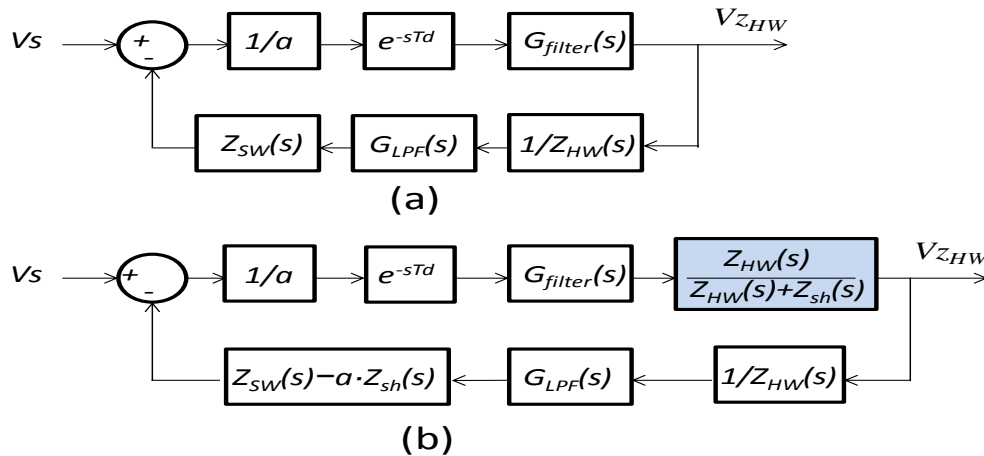 Vs
+
-
1/a
e^-sTd
G_filter(s)
Vz_HW
Z_SW(s)
G_LPF(s)
1/Z_HW(s)
(a)
Vs
+
-
1/a
e^-sTd
G_filter(s)
Z_HW(s)
Z_HW(s)+Z_sh(s)
Vz_HW
Z_SW(s)−a·Z_sh(s)
G_LPF(s)
1/Z_HW(s)
(b)